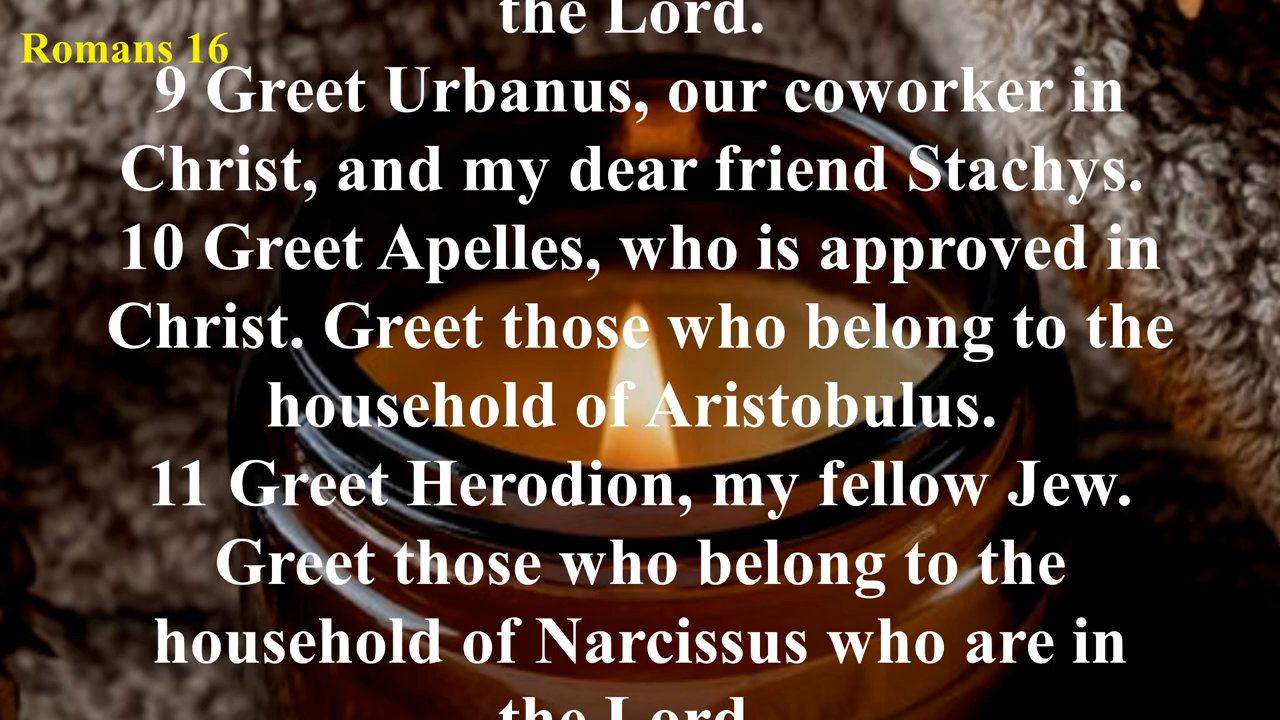 the Lord.
Romans 16
9 Greet Urbanus, our coworker in
Christ, and my dear friend Stachys.
10 Greet Apelles, who is approved in
Christ. Greet those who belong to the
household of Aristobulus.
11 Greet Herodion, my fellow Jew.
Greet those who belong to the
household of Narcissus who are in
the Lord